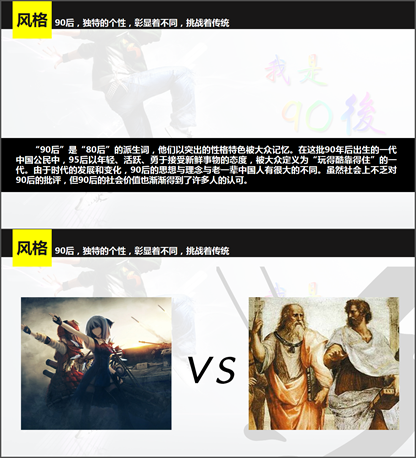 风格
90后，独特的个性，彰显着不同，挑战着传统
我是
90後
“90后”是“80后”的派生词，他们以突出的性格特色被大众记忆。在这批90年后出生的一代
中国公民中，95后以年轻、活跃、勇于接受新鲜事物的态度，被大众定义为“玩得酷靠得住”的一
代。由于时代的发展和变化，90后的思想与理念与老一辈中国人有很大的不同。虽然社会上不乏对
90后的批评，但90后的社会价值也渐渐得到了许多人的认可。
风格
90后，独特的个性，彰显着不同，挑战着传统
VS